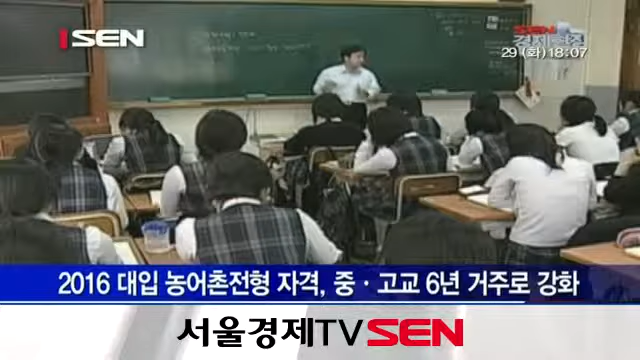 SEN
SEN
29 (화)18:07
2016 대입 농어촌전형 자격, 중·고교 6년 거주로 강화
서울경제TV SEN